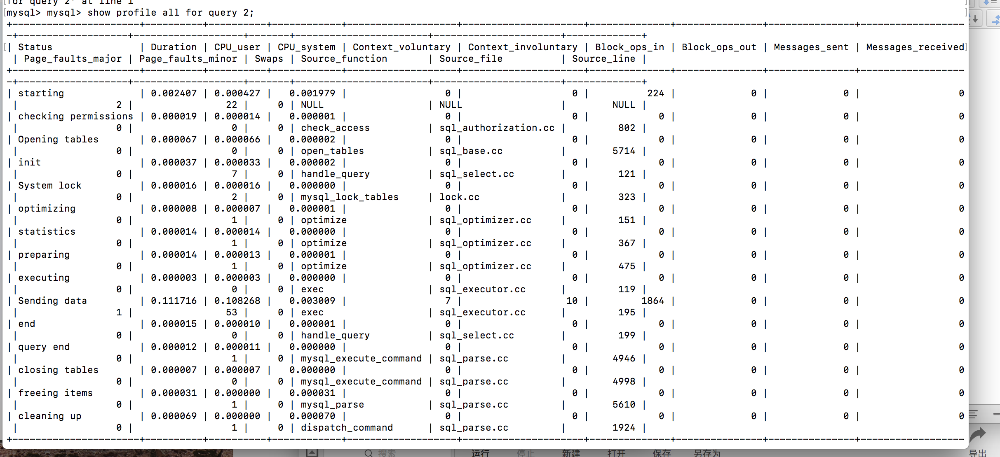 for query 2' at line 1
mysql> mysql> show profile all for query 2;
+----------------------+----------+----------+------------+-------------------+---------------------+--------------+---------------+---------------+------------------
-+-------------------+-------------------+-------+-----------------------+----------------------+-------------+
| Status               | Duration | CPU_user | CPU_system | Context_voluntary | Context_involuntary | Block_ops_in | Block_ops_out | Messages_sent | Messages_received
 | Page_faults_major | Page_faults_minor | Swaps | Source_function       | Source_file          | Source_line |
+----------------------+----------+----------+------------+-------------------+---------------------+--------------+---------------+---------------+------------------
-+-------------------+-------------------+-------+-----------------------+----------------------+-------------+
| starting             | 0.002407 | 0.000427 |   0.001979 |                 0 |                   0 |          224 |             0 |             0 |                 0
 |                 2 |                22 |     0 | NULL                  | NULL                 |        NULL |
| checking permissions | 0.000019 | 0.000014 |   0.000001 |                 0 |                   0 |            0 |             0 |             0 |                 0
 |                 0 |                 0 |     0 | check_access          | sql_authorization.cc |         802 |
| Opening tables       | 0.000067 | 0.000066 |   0.000002 |                 0 |                   0 |            0 |             0 |             0 |                 0
 |                 0 |                 0 |     0 | open_tables           | sql_base.cc          |        5714 |
| init                 | 0.000037 | 0.000033 |   0.000002 |                 0 |                   0 |            0 |             0 |             0 |                 0
 |                 0 |                 7 |     0 | handle_query          | sql_select.cc        |         121 |
| System lock          | 0.000016 | 0.000016 |   0.000000 |                 0 |                   0 |            0 |             0 |             0 |                 0
 |                 0 |                 2 |     0 | mysql_lock_tables     | lock.cc              |         323 |
| optimizing           | 0.000008 | 0.000007 |   0.000001 |                 0 |                   0 |            0 |             0 |             0 |                 0
 |                 0 |                 1 |     0 | optimize              | sql_optimizer.cc     |         151 |
| statistics           | 0.000014 | 0.000014 |   0.000000 |                 0 |                   0 |            0 |             0 |             0 |                 0
 |                 0 |                 1 |     0 | optimize              | sql_optimizer.cc     |         367 |
| preparing            | 0.000014 | 0.000013 |   0.000001 |                 0 |                   0 |            0 |             0 |             0 |                 0
 |                 0 |                 1 |     0 | optimize              | sql_optimizer.cc     |         475 |
| executing            | 0.000003 | 0.000003 |   0.000000 |                 0 |                   0 |            0 |             0 |             0 |                 0
 |                 0 |                 0 |     0 | exec                  | sql_executor.cc      |         119 |
| Sending data         | 0.111716 | 0.108268 |   0.003009 |                 7 |                  10 |         1864 |             0 |             0 |                 0
 |                 1 |                53 |     0 | exec                  | sql_executor.cc      |         195 |
| end                  | 0.000015 | 0.000010 |   0.000001 |                 0 |                   0 |            0 |             0 |             0 |                 0
 |                 0 |                 0 |     0 | handle_query          | sql_select.cc        |         199 |
| query end            | 0.000012 | 0.000011 |   0.000000 |                 0 |                   0 |            0 |             0 |             0 |                 0
 |                 0 |                 1 |     0 | mysql_execute_command | sql_parse.cc         |        4946 |
| closing tables       | 0.000007 | 0.000007 |   0.000000 |                 0 |                   0 |            0 |             0 |             0 |                 0
 |                 0 |                 0 |     0 | mysql_execute_command | sql_parse.cc         |        4998 |
| freeing items        | 0.000031 | 0.000000 |   0.000031 |                 0 |                   0 |            0 |             0 |             0 |                 0
 |                 0 |                 1 |     0 | mysql_parse           | sql_parse.cc         |        5610 |
| cleaning up          | 0.000069 | 0.000000 |   0.000070 |                 0 |                   0 |            0 |             0 |             0 |                 0
 |                 0 |                 1 |     0 | dispatch_command      | sql_parse.cc         |        1924 |
+----------------------+----------+----------+------------+-------------------+---------------------+--------------+---------------+---------------+------------------
搜索 运行 停止 新建 打开 保存 另存为 导出